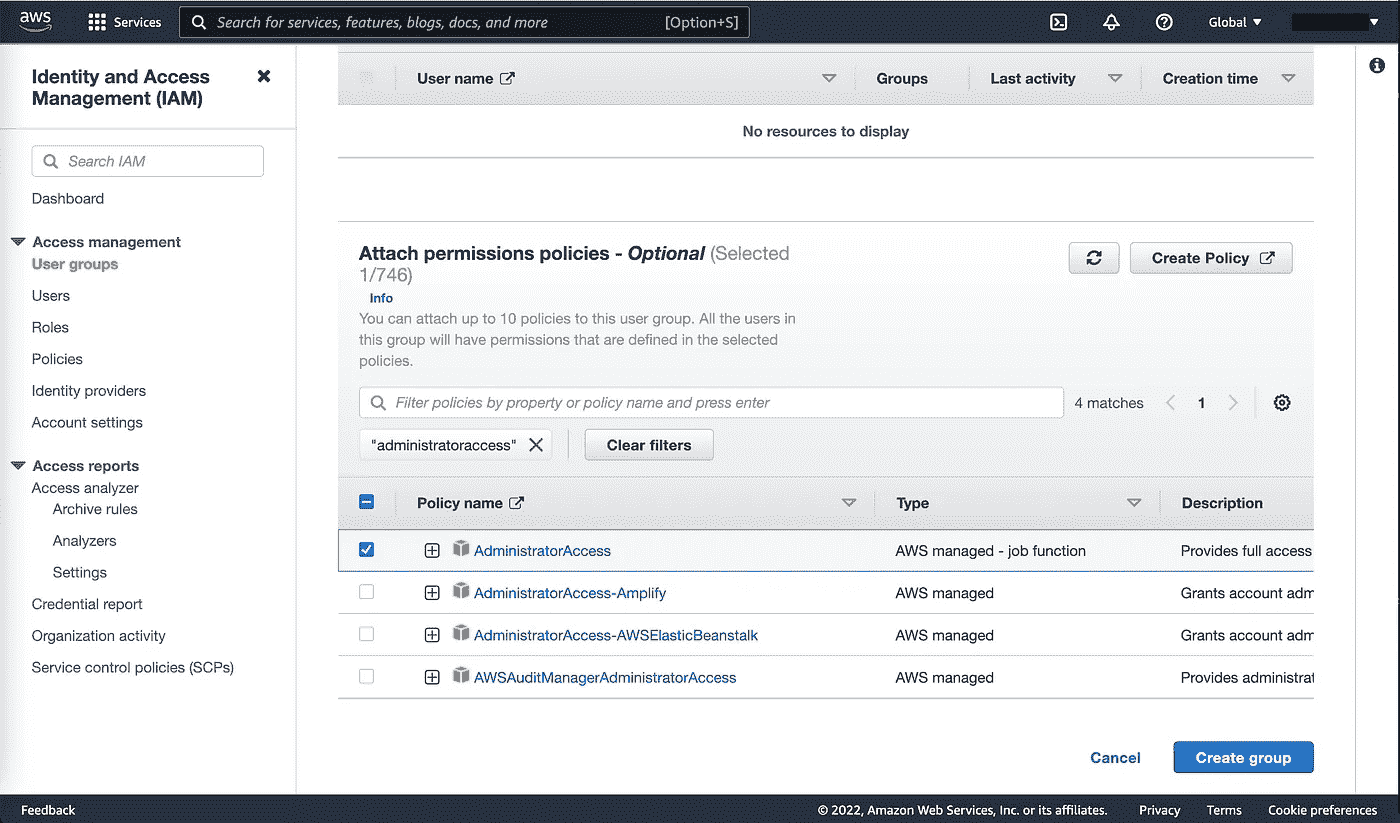 aws
Services
Search for services, features, blogs, docs, and more [Option+S]
Global
Identity and Access
Management (IAM)
Search IAM
Dashboard
Access management
User groups
Users
Roles
Policies
Identity providers
Account settings
Access reports
Access analyzer
Archive rules
Analyzers
Settings
Credential report
Organization activity
Service control policies (SCPs)
User name Groups Last activity Creation time
No resources to display
Attach permissions policies - Optional (Selected
1/746)
Info
Create Policy
You can attach up to 10 policies to this user group. All the users in
this group will have permissions that are defined in the selected
policies.
Filter policies by property or policy name and press enter
4 matches 1
"administratoraccess"
Clear filters
Policy name Type Description
AdministratorAccess AWS managed - job function Provides full access
AdministratorAccess-Amplify AWS managed Grants account adm
AdministratorAccess-AWSElasticBeanstalk AWS managed Grants account adm
AWSAuditManagerAdministratorAccess AWS managed Provides administrat
Cancel
Create group
Feedback
© 2022, Amazon Web Services, Inc. or its affiliates. Privacy Terms Cookie preferences